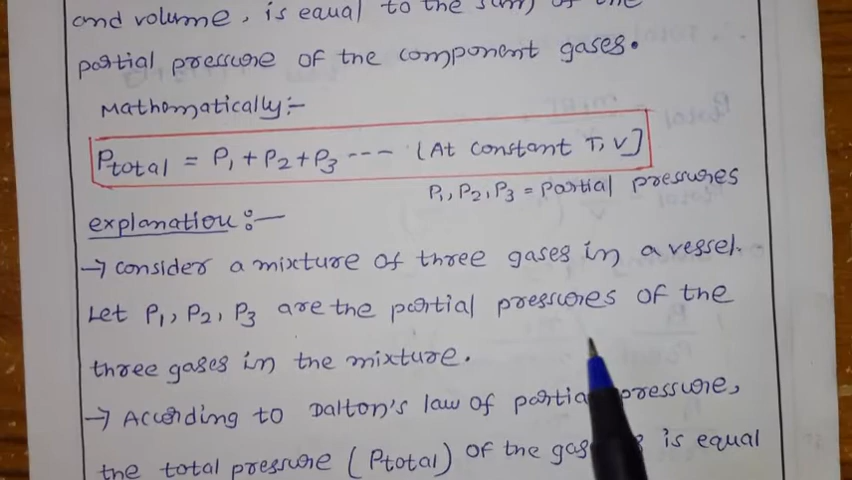 and volume, is equal to the sum of the
partial pressure of the component gases.
Mathematically:-
Ptotal = P1 + P2 + P3 ---- [At constant T, V]
P1, P2, P3 = Partial pressures
explanation:-
→ consider a mixture of three gases in a vessel.
Let P1, P2, P3 are the partial pressures of the
three gases in the mixture.
→ According to Dalton's law of partial pressure,
the total pressure (Ptotal) of the gas is equal